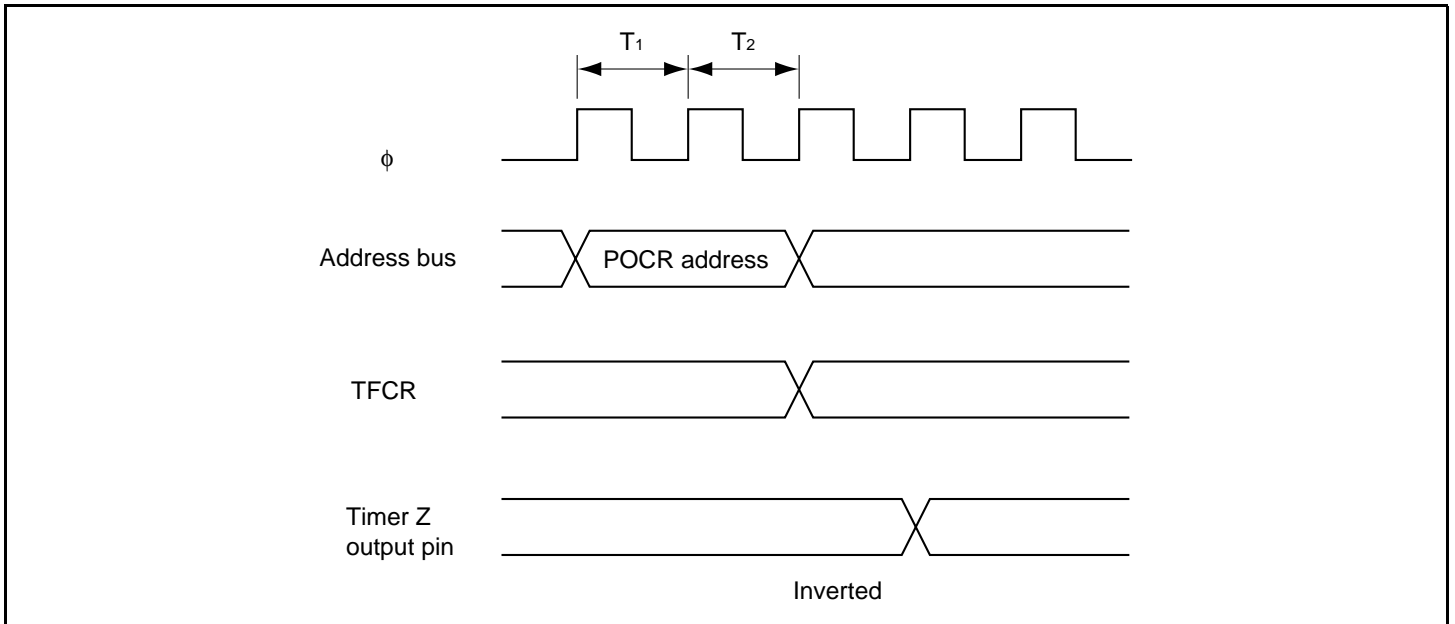 T1 T2
ϕ
Address bus POCR address
TFCR
Timer Z
output pin
Inverted